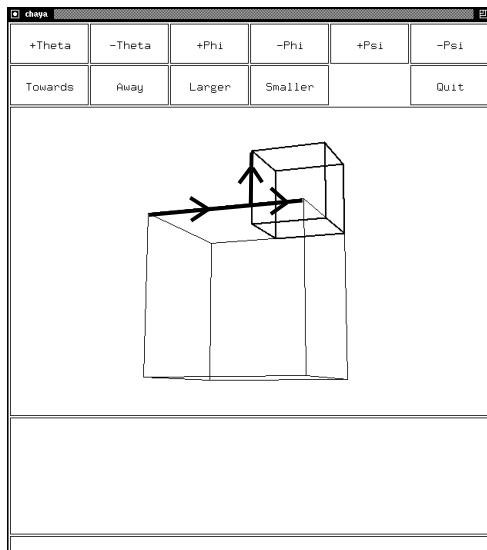 chaya
+Theta -Theta +Phi -Phi +Psi -Psi
Towards Away Larger Smaller Quit